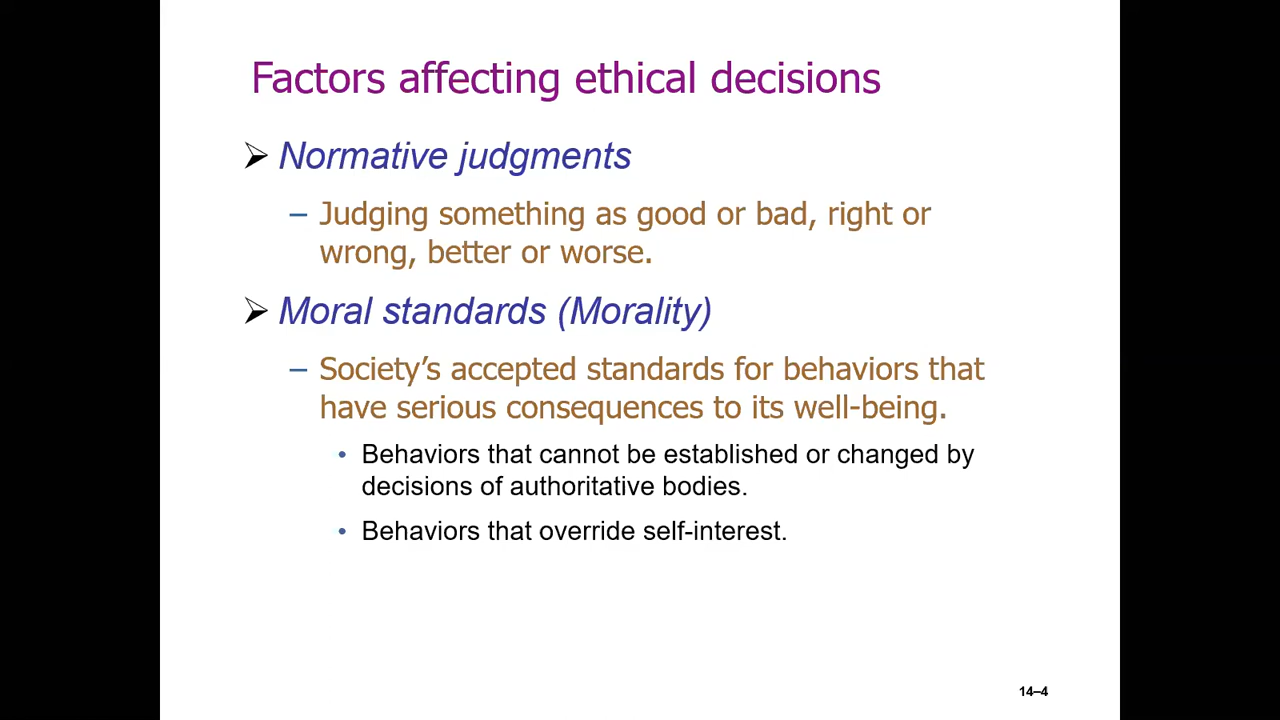 Factors affecting ethical decisions
➢ Normative judgments
– Judging something as good or bad, right or
wrong, better or worse.
➢ Moral standards (Morality)
– Society’s accepted standards for behaviors that
have serious consequences to its well-being.
• Behaviors that cannot be established or changed by
decisions of authoritative bodies.
• Behaviors that override self-interest.
14–4